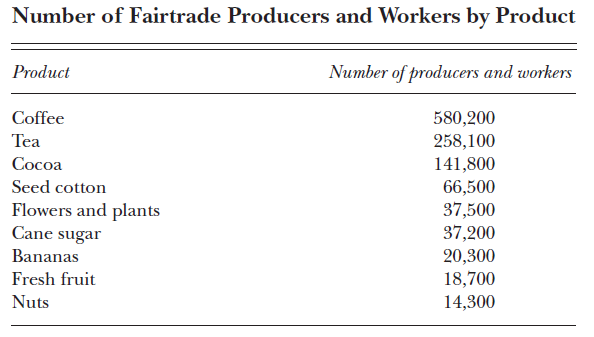 Number of Fairtrade Producers and Workers by Product
Product Number of producers and workers
Coffee 580,200
Tea 258,100
Cocoa 141,800
Seed cotton 66,500
Flowers and plants 37,500
Cane sugar 37,200
Bananas 20,300
Fresh fruit 18,700
Nuts 14,300